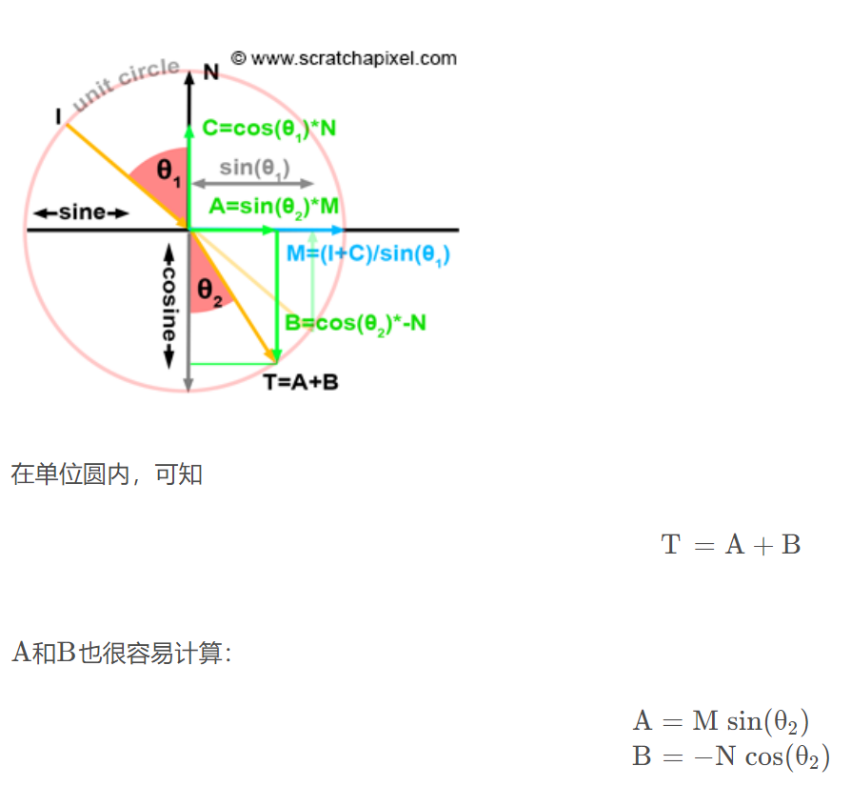 © www.scratchapixel.com
unit circle
N
I
C=cos(θ₁)*N
θ₁
sin(θ₁)
sine
A=sin(θ₂)*M
M=(I+C)/sin(θ₁)
cosine
θ₂
B=cos(θ₂)*-N
T=A+B
在单位圆内，可知
T = A + B
A和B也很容易计算：
A = M sin(θ₂)
B = −N cos(θ₂)